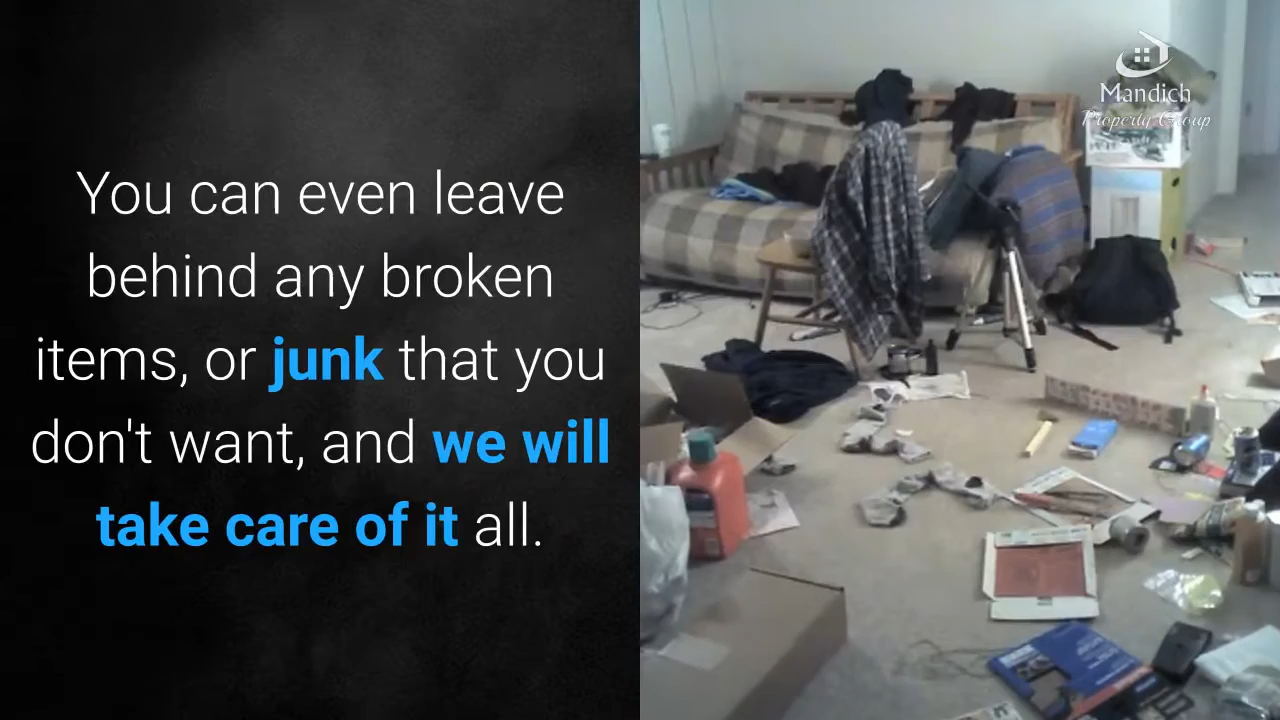 You can even leave
behind any broken
items, or junk that you
don't want, and we will
take care of it all.
Mandich
Property Group